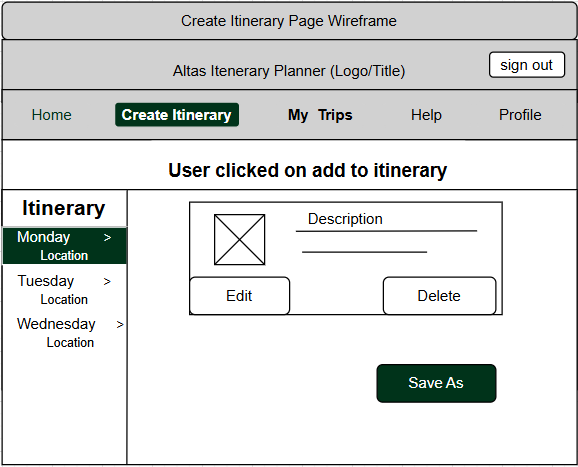 Create Itinerary Page Wireframe
Altas Itenerary Planner (Logo/Title)
sign out
Home Create Itinerary My Trips Help Profile
User clicked on add to itinerary
Itinerary
Monday >
Location
Tuesday >
Location
Wednesday >
Location
Description
Edit Delete
Save As